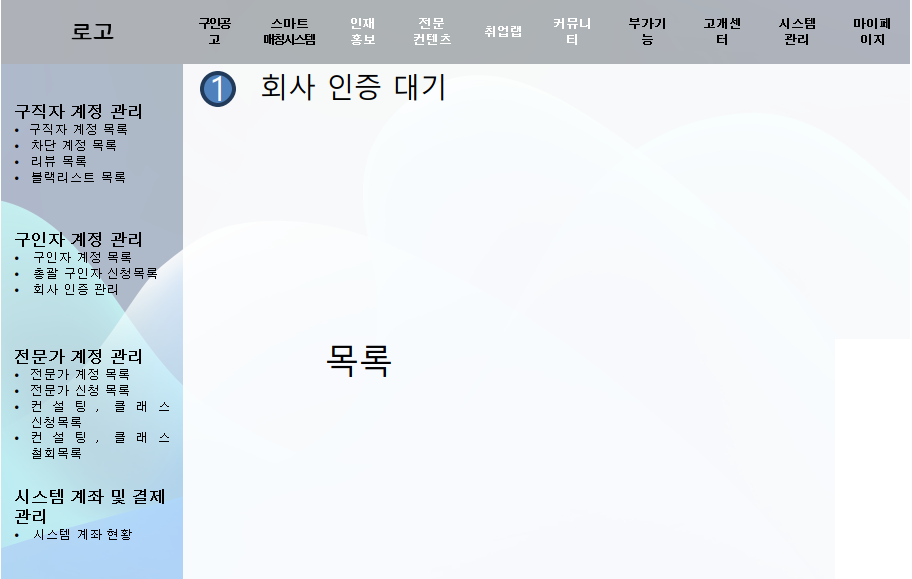 로고
구인공
고
스마트
매칭시스템
인재
홍보
전문
컨텐츠
취업랩
커뮤니
티
부가기
능
고개센
터
시스템
관리
마이페
이지
1 회사 인증 대기
구직자 계정 관리
• 구직자 계정 목록
• 차단 계정 목록
• 리뷰 목록
• 블랙리스트 목록
구인자 계정 관리
• 구인자 계정 목록
• 총괄 구인자 신청목록
• 회사 인증 관리
목록
전문가 계정 관리
• 전문가 계정 목록
• 전문가 신청 목록
• 컨설팅, 클래스
신청목록
• 컨설팅, 클래스
철회목록
시스템 계좌 및 결제
관리
• 시스템 계좌 현황